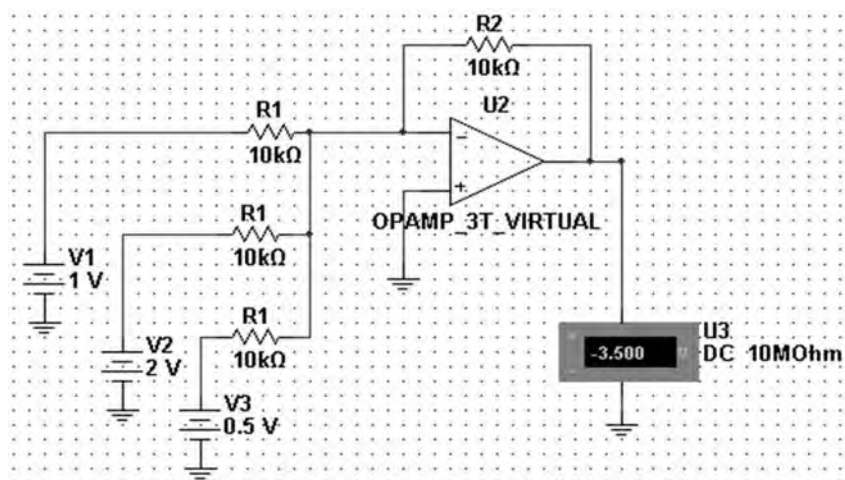 R2
10kΩ
U2
R1
10kΩ
OPAMP_3T_VIRTUAL
R1
10kΩ
V1
1 V
R1
10kΩ
V2
2 V
V3
0.5 V
U3
-3.500
DC 10MOhm